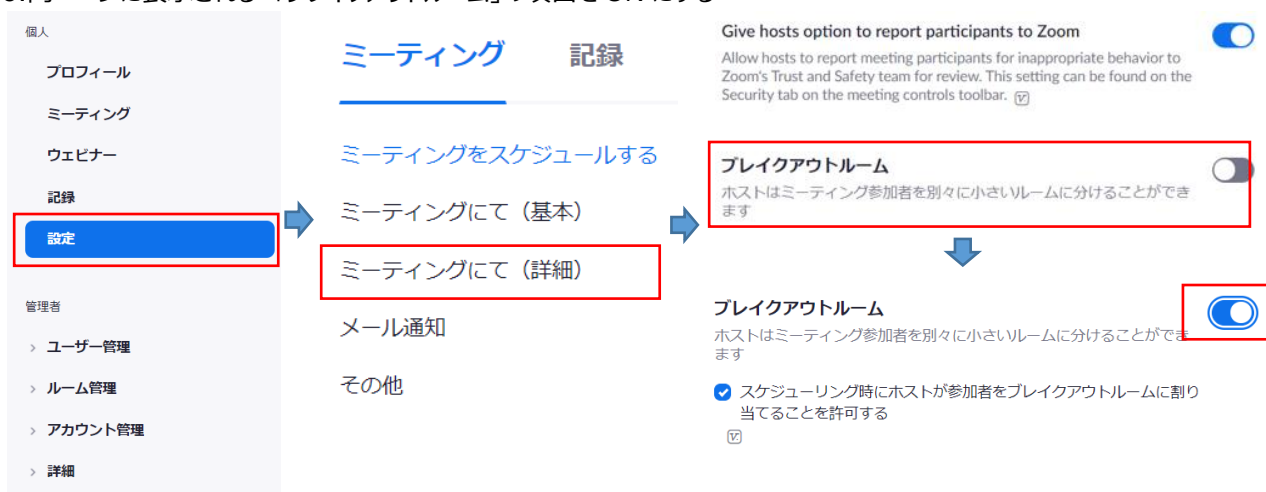 個人
プロフィール
ミーティング
ウェビナー
記録
設定
管理者
> ユーザー管理
> ルーム管理
> アカウント管理
> 詳細
ミーティング 記録
ミーティングをスケジュールする
ミーティングにて（基本）
ミーティングにて（詳細）
メール通知
その他
Give hosts option to report participants to Zoom
Allow hosts to report meeting participants for inappropriate behavior to
Zoom's Trust and Safety team for review. This setting can be found on the
Security tab on the meeting controls toolbar.
ブレイクアウトルーム
ホストはミーティング参加者を別々に小さいルームに分けることができ
ます
ブレイクアウトルーム
ホストはミーティング参加者を別々に小さいルームに分けることができ
ます
スケジューリング時にホストが参加者をブレイクアウトルームに割り
当てることを許可する